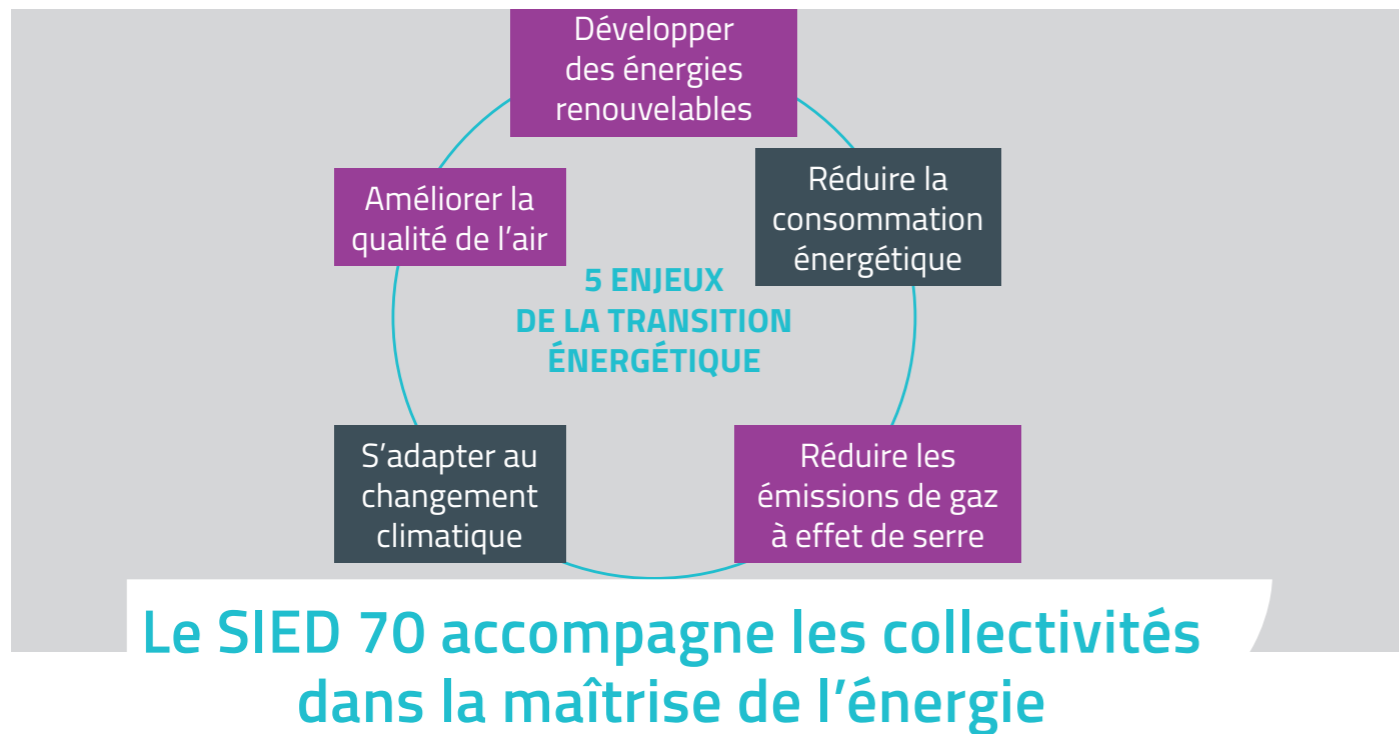 Développer
des énergies
renouvelables
Réduire la
consommation
énergétique
Améliorer la
qualité de l’air
5 ENJEUX
DE LA TRANSITION
ÉNERGÉTIQUE
S’adapter au
changement
climatique
Réduire les
émissions de gaz
à effet de serre
Le SIED 70 accompagne les collectivités
dans la maîtrise de l’énergie